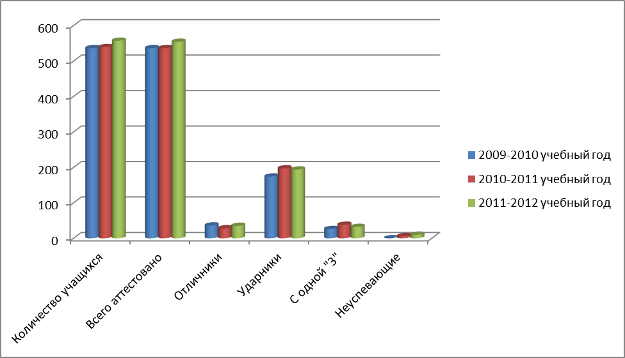 600
500
400
300
200
100
0
Количество учащихся
Всего аттестовано
Отличники
Ударники
С одной "3"
Неуспевающие
2009-2010 учебный год
2010-2011 учебный год
2011-2012 учебный год